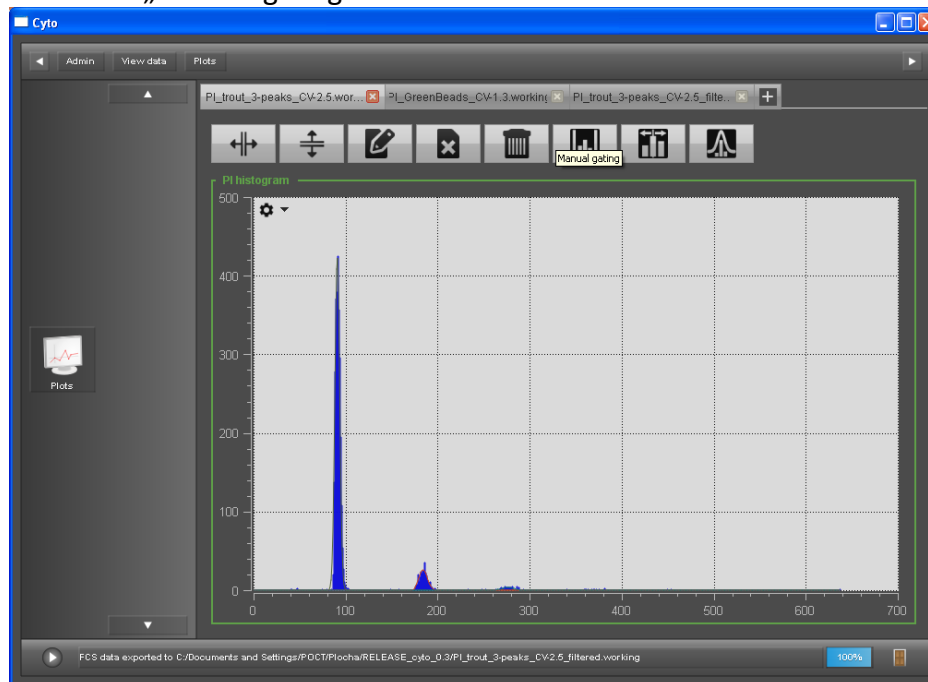 Cyto
Admin View data Plots
PI_trout_3-peaks_CV-2.5.wor... PI_GreenBeads_CV-1.3.working PI_trout_3-peaks_CV-2.5_filte..
Manual gating
PI histogram
500
400
300
200
100
0
0 100 200 300 400 500 600 700
Plots
FCS data exported to C:/Documents and Settings/POCT/Plocha/RELEASE_cyto_0.3/PI_trout_3-peaks_CV-2.5_filtered.working 100%